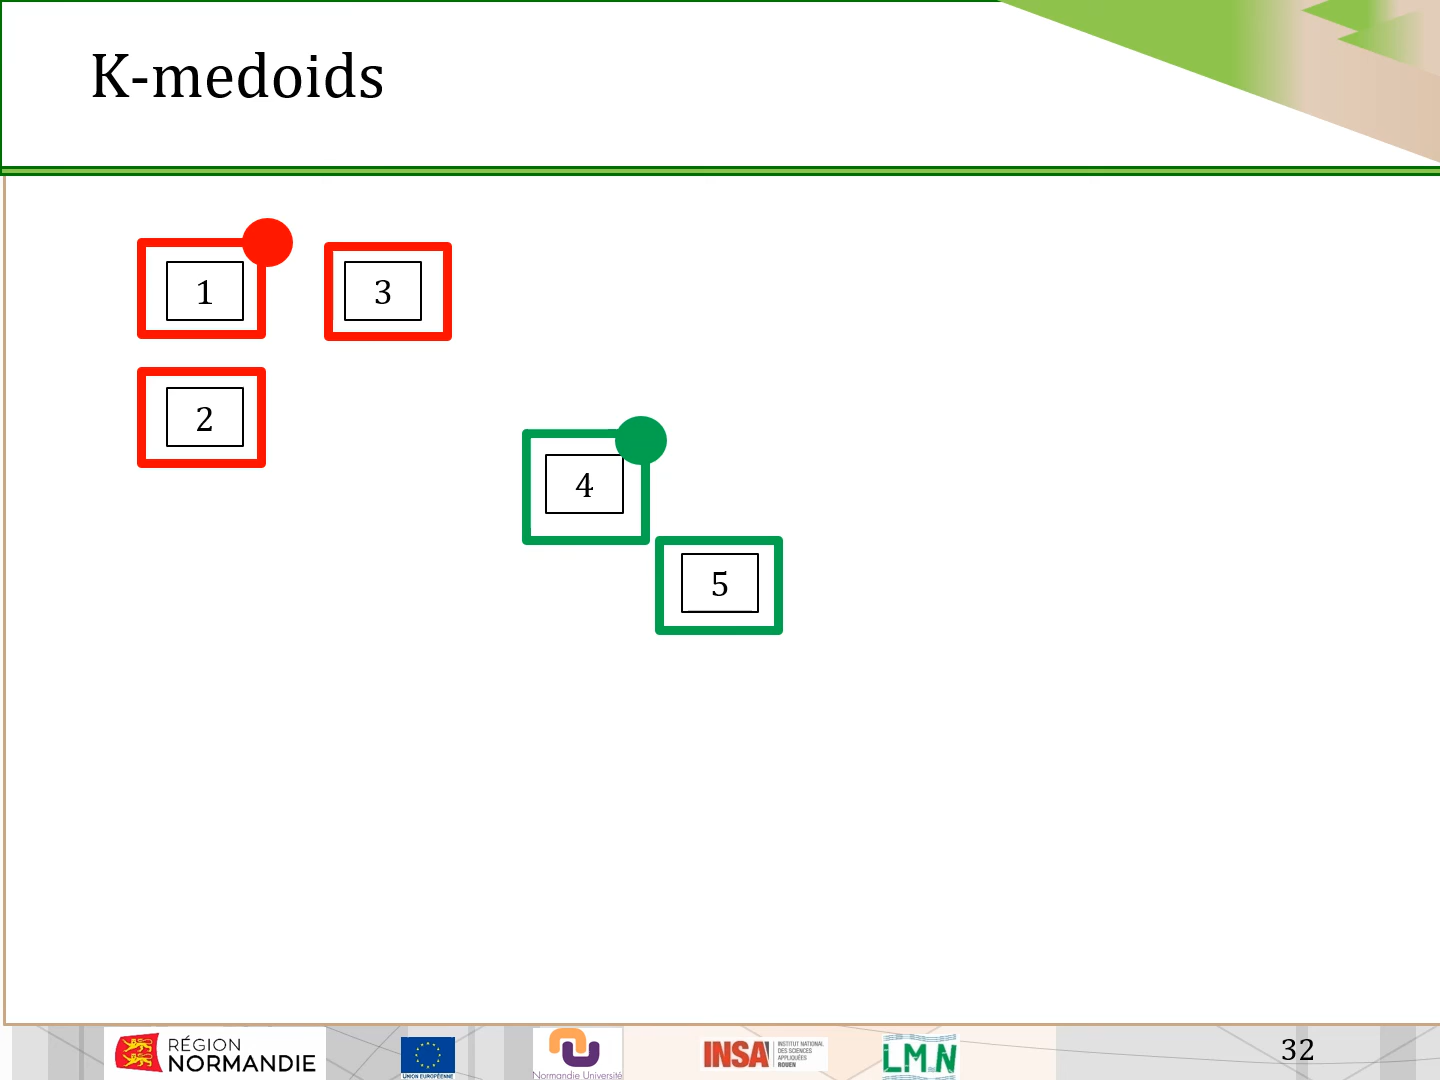 K-medoids
1
3
2
4
5
RÉGION
NORMANDIE
UNION EUROPÉENNE
Normandie Université
INSA
INSTITUT NATIONAL
DES SCIENCES
APPLIQUÉES
ROUEN
LMN
32